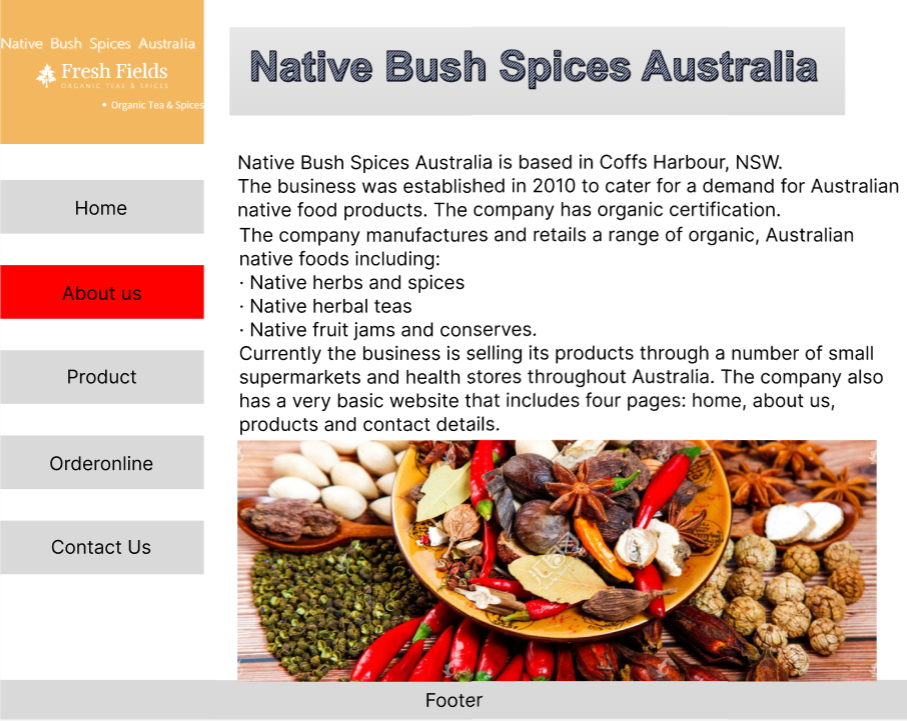 Native Bush Spices Australia
Fresh Fields
ORGANIC TEAS & SPICES
• Organic Tea & Spices
Native Bush Spices Australia
Home
About us
Product
Orderonline
Contact Us
Native Bush Spices Australia is based in Coffs Harbour, NSW.
The business was established in 2010 to cater for a demand for Australian
native food products. The company has organic certification.
The company manufactures and retails a range of organic, Australian
native foods including:
· Native herbs and spices
· Native herbal teas
· Native fruit jams and conserves.
Currently the business is selling its products through a number of small
supermarkets and health stores throughout Australia. The company also
has a very basic website that includes four pages: home, about us,
products and contact details.
Footer